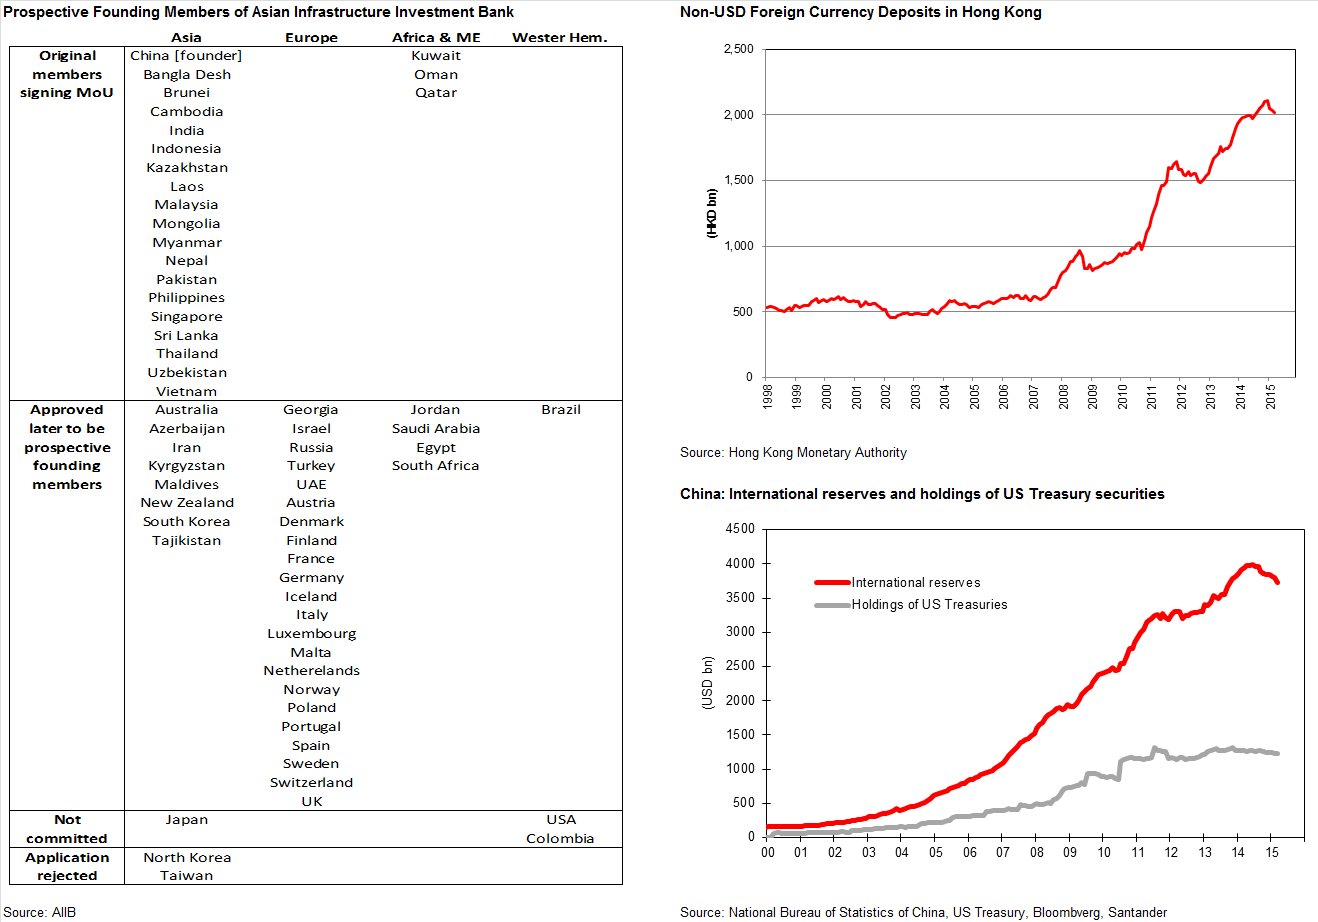 Prospective Founding Members of Asian Infrastructure Investment Bank
Asia Europe Africa & ME Wester Hem.
Original China [founder] Kuwait
members Bangla Desh Oman
signing MoU Brunei Qatar
Cambodia
India
Indonesia
Kazakhstan
Laos
Malaysia
Mongolia
Myanmar
Nepal
Pakistan
Philippines
Singapore
Sri Lanka
Thailand
Uzbekistan
Vietnam
Approved Australia Georgia Jordan Brazil
later to be Azerbaijan Israel Saudi Arabia
prospective Iran Russia Egypt
founding Kyrgyzstan Turkey South Africa
members Maldives UAE
New Zealand Austria
South Korea Denmark
Tajikistan Finland
France
Germany
Iceland
Italy
Luxembourg
Malta
Netherelands
Norway
Poland
Portugal
Spain
Sweden
Switzerland
UK
Not Japan USA
committed Colombia
Application North Korea
rejected Taiwan
Source: AIIB
Non-USD Foreign Currency Deposits in Hong Kong
2,500
2,000
1,500
1,000
500
0
(HKD bn)
1998 1999 2000 2001 2002 2003 2004 2005 2006 2007 2008 2009 2010 2011 2012 2013 2014 2015
Source: Hong Kong Monetary Authority
China: International reserves and holdings of US Treasury securities
4500
4000
3500
3000
2500
2000
1500
1000
500
0
(USD bn)
International reserves
Holdings of US Treasuries
00 01 02 03 04 05 06 07 08 09 10 11 12 13 14 15
Source: National Bureau of Statistics of China, US Treasury, Bloombverg, Santander